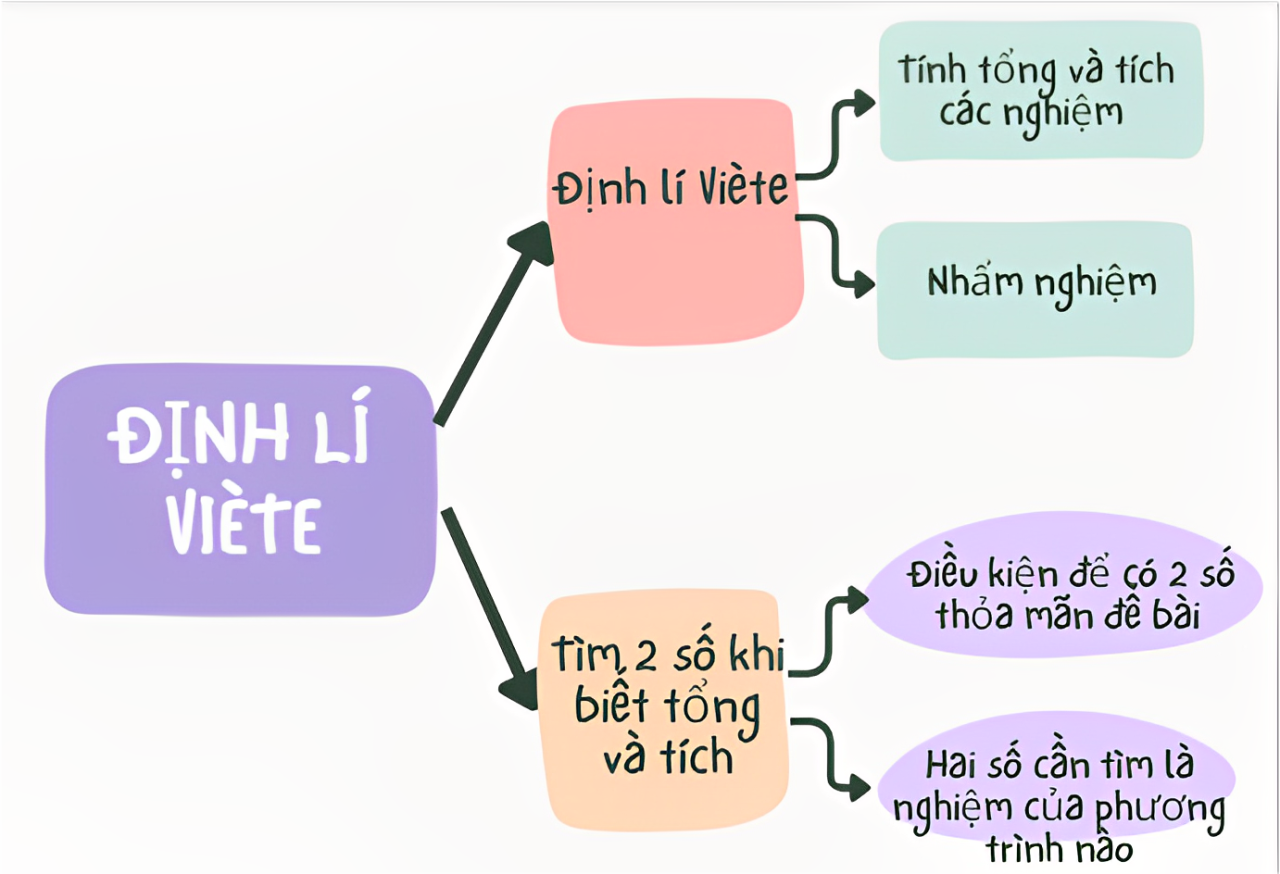 ĐỊNH LÍ
VIÈTE
Định lí Viète
Tính tổng và tích
các nghiệm
Nhẩm nghiệm
Tìm 2 số khi
biết tổng
và tích
Điều kiện để có 2 số
thỏa mãn đề bài
Hai số cần tìm là
nghiệm của phương
trình nào